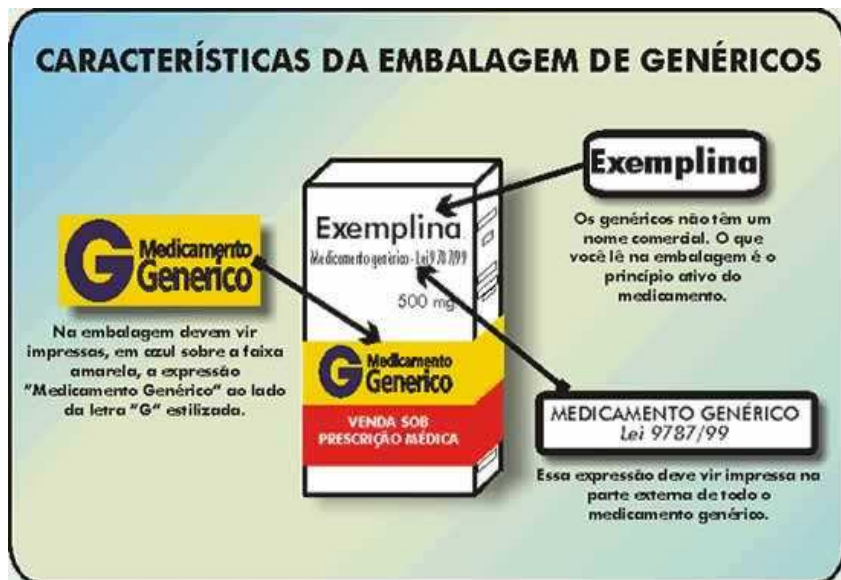 CARACTERÍSTICAS DA EMBALAGEM DE GENÉRICOS
Exemplina
Os genéricos não têm um
nome comercial. O que
você lê na embalagem é o
princípio ativo do
medicamento.
Exemplina
Medicamento genérico - Lei 9787/99
500 mg
G Medicamento
Generico
VENDA SOB
PRESCRIÇÃO MÉDICA
G Medicamento
Generico
Na embalagem devem vir
impressas, em azul sobre a faixa
amarela, a expressão
"Medicamento Genérico" ao lado
da letra "G" estilizada.
MEDICAMENTO GENÉRICO
Lei 9787/99
Essa expressão deve vir impressa na
parte externa de todo o
medicamento genérico.